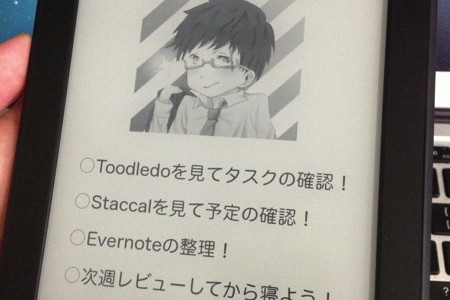 ○Toodledoを見てタスクの確認！
○Staccalを見て予定の確認！
○Evernoteの整理！
○次週レビューしてから寝よう！